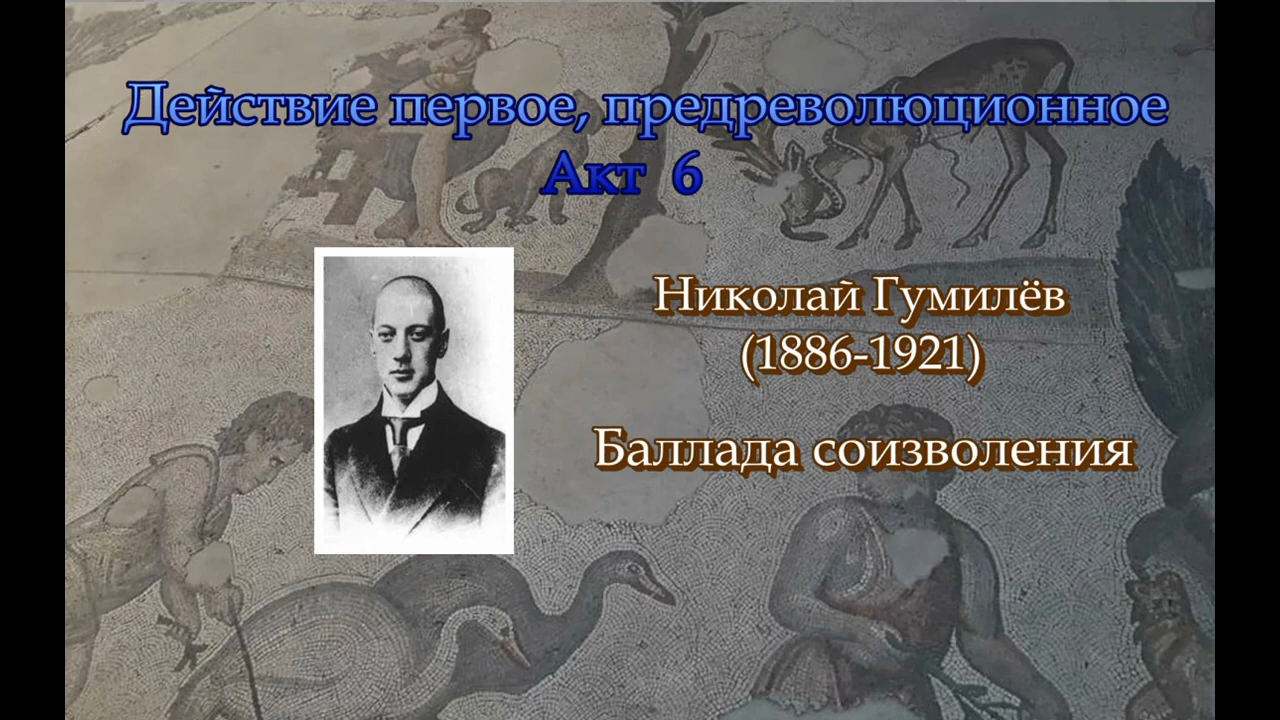 Действие первое, предреволюционное
Акт 6
Николай Гумилёв
(1886-1921)
Баллада соизволения